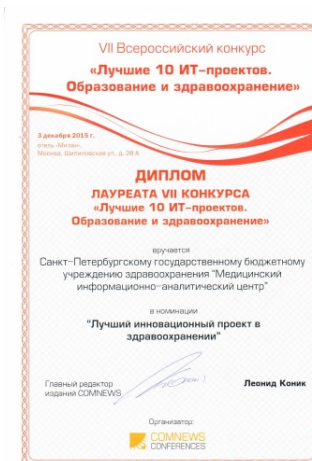 VII Всероссийский конкурс
«Лучшие 10 ИТ-проектов.
Образование и здравоохранение»
3 декабря 2015 г.
отель «Милан»,
Москва, Шипиловская ул., д. 28 А
ДИПЛОМ
ЛАУРЕАТА VII КОНКУРСА
«Лучшие 10 ИТ-проектов.
Образование и здравоохранение»
вручается
Санкт-Петербургскому государственному бюджетному
учреждению здравоохранения "Медицинский
информационно-аналитический центр"
в номинации
"Лучший инновационный проект в
здравоохранении"
Главный редактор
изданий COMNEWS
Леонид Коник
Организатор:
COMNEWS
CONFERENCES